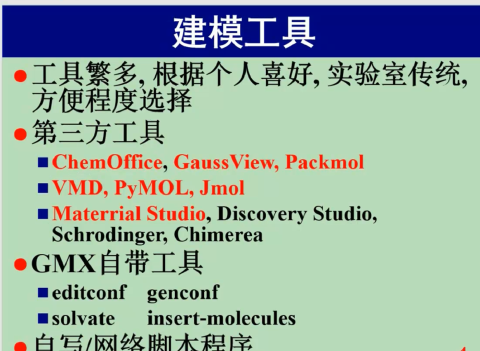 建模工具
工具繁多, 根据个人喜好, 实验室传统,
方便程度选择
第三方工具
ChemOffice, GaussView, Packmol
VMD, PyMOL, Jmol
Materrial Studio, Discovery Studio,
Schrodinger, Chimerea
GMX自带工具
editconf genconf
solvate insert-molecules
自写/网络脚本程序